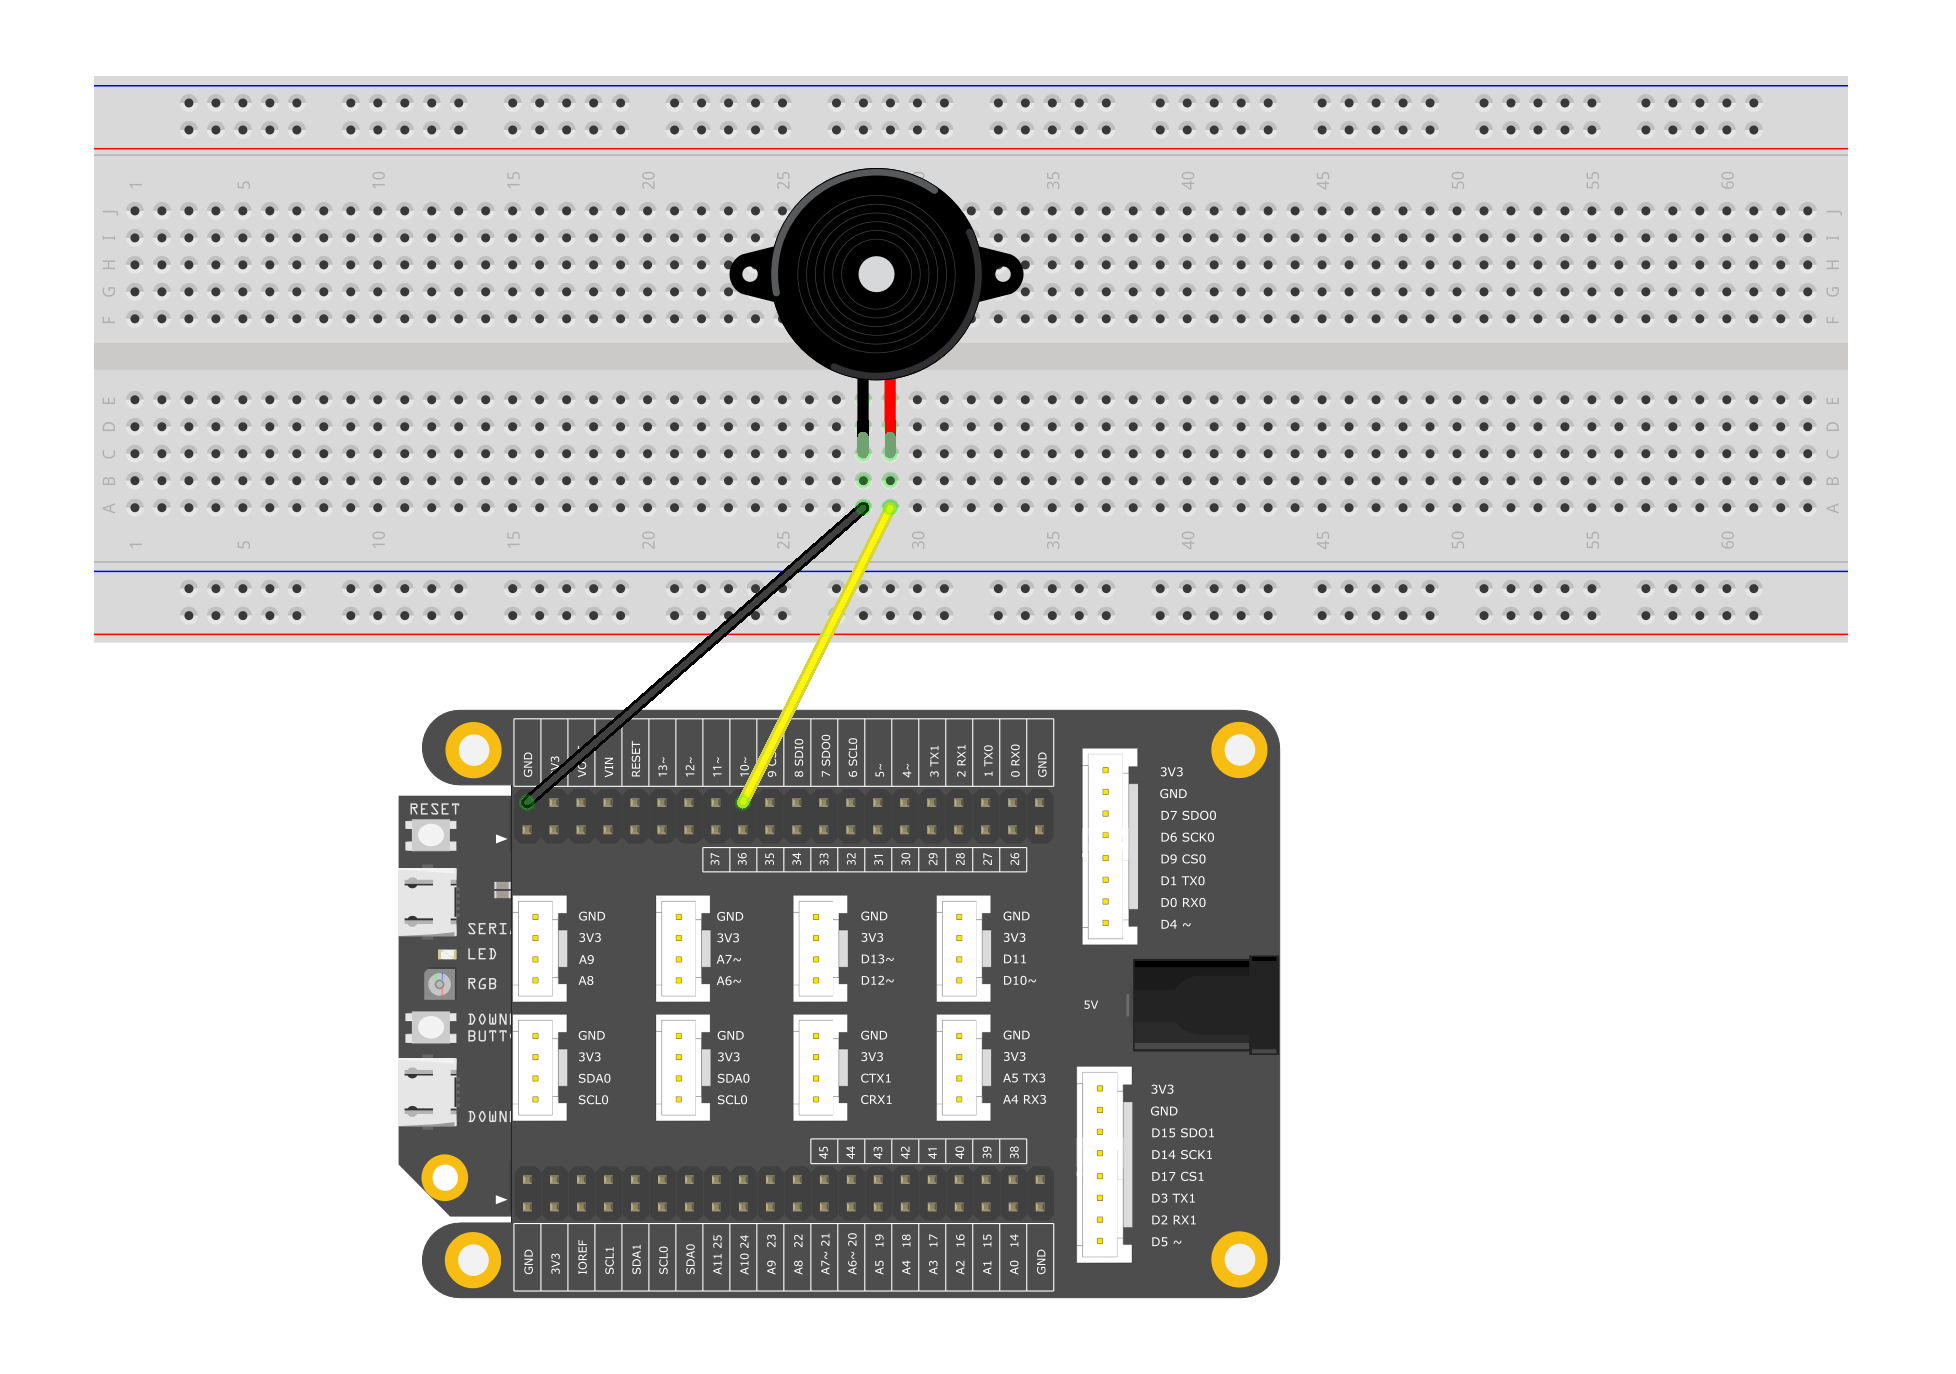 1 5 10 15 20 25 35 40 45 50 55 60
J J
I I
H H
G G
F F
E E
D D
C C
B B
A A
1 5 10 15 20 25 30 35 40 45 50 55 60
GND RESET VIN 13~ 12~ 11~ 10~ 8 SDI0 7 SDO0 6 SCL0 5~ 4~ 3 TX1 2 RX1 1 TX0 0 RX0 GND
37 36 35 34 33 32 31 30 29 28 27 26
RESET
LED
RGB
3V3
GND
D7 SDO0
D6 SCK0
D9 CS0
D1 TX0
D0 RX0
D4 ~
GND
3V3
A9
A8
GND
3V3
A7~
A6~
GND
3V3
D13~
D12~
GND
3V3
D11
D10~
5V
GND
3V3
SDA0
SCL0
GND
3V3
SDA0
SCL0
GND
3V3
CTX1
CRX1
GND
3V3
A5 TX3
A4 RX3
3V3
GND
D15 SDO1
D14 SCK1
D17 CS1
D3 TX1
D2 RX1
D5 ~
45 44 43 42 41 40 39 38
GND 3V3 IOREF SCL1 SDA1 SCL0 SDA0 A11 25 A10 24 A9 23 A8 22 A7~ 21 A6~ 20 A5 19 A4 18 A3 17 A2 16 A1 15 A0 14 GND